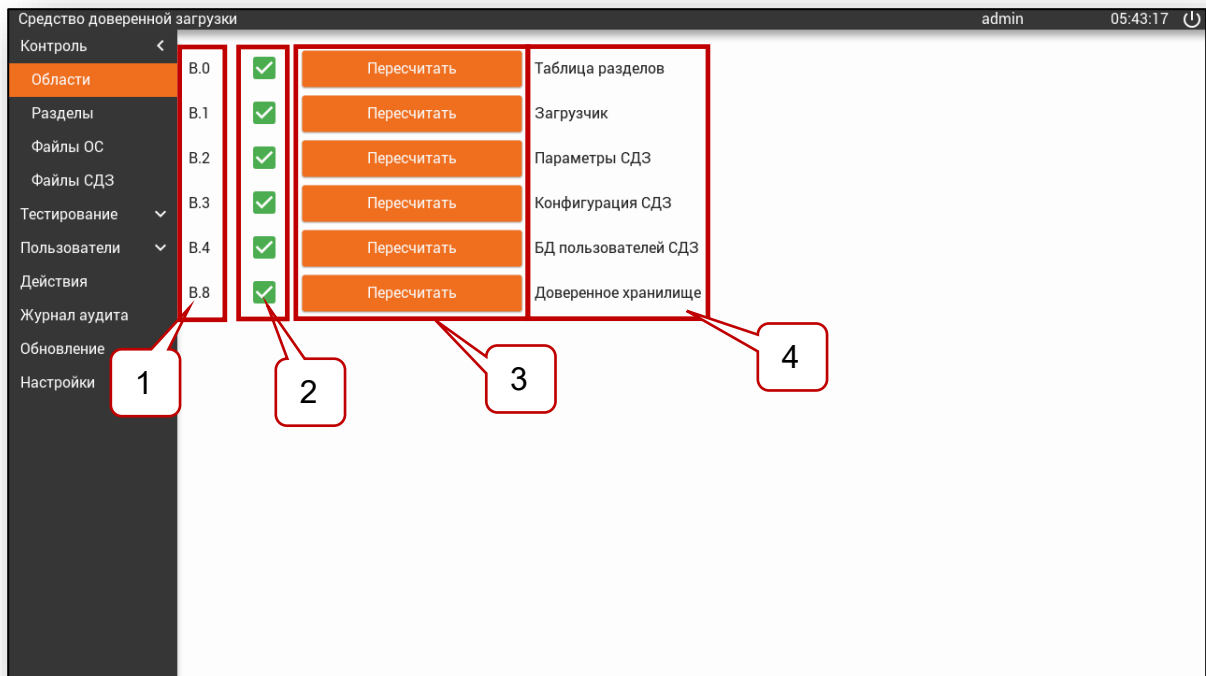 Средство доверенной загрузки admin 05:43:17
Контроль
Области
Разделы
Файлы ОС
Файлы СДЗ
Тестирование
Пользователи
Действия
Журнал аудита
Обновление
Настройки
B.0 Пересчитать Таблица разделов
B.1 Пересчитать Загрузчик
B.2 Пересчитать Параметры СДЗ
B.3 Пересчитать Конфигурация СДЗ
B.4 Пересчитать БД пользователей СДЗ
B.8 Пересчитать Доверенное хранилище
1
2
3
4